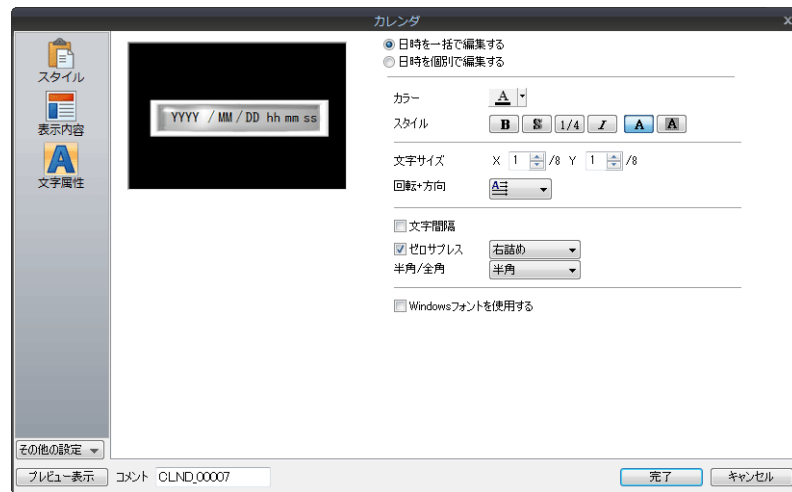 カレンダ
x
スタイル
表示内容
文字属性
YYYY / MM / DD hh mm ss
日時を一括で編集する
日時を個別で編集する
カラー A
スタイル B S 1/4 I A A
文字サイズ X 1 /8 Y 1 /8
回転+方向 A
文字間隔
ゼロサプレス 右詰め
半角/全角 半角
Windowsフォントを使用する
その他の設定
プレビュー表示 コメント CLND_00007 完了 キャンセル